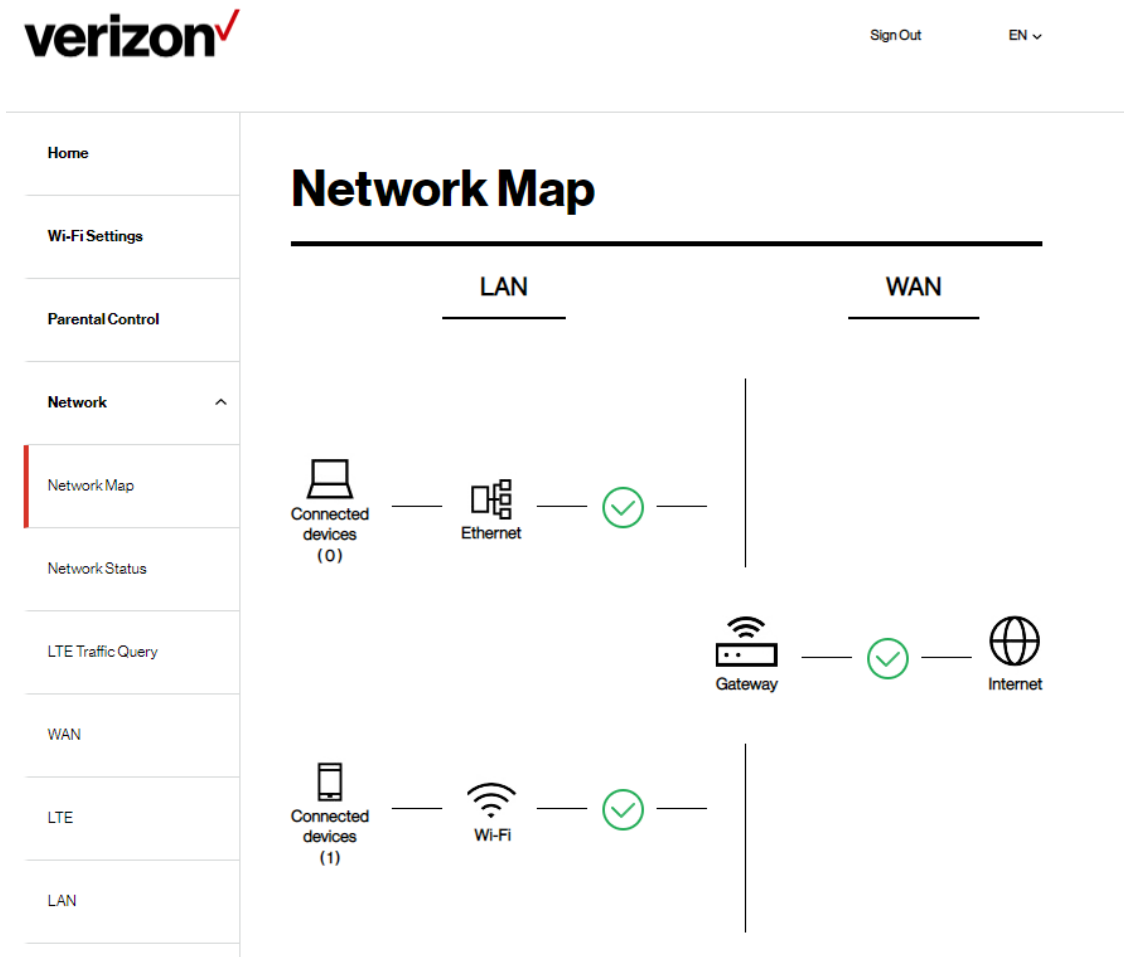 verizon
Sign Out
EN
Home
Wi-Fi Settings
Parental Control
Network
Network Map
Network Status
LTE Traffic Query
WAN
LTE
LAN
Network Map
LAN
WAN
Connected
devices
(0)
Ethernet
Gateway
Internet
Connected
devices
(1)
Wi-Fi